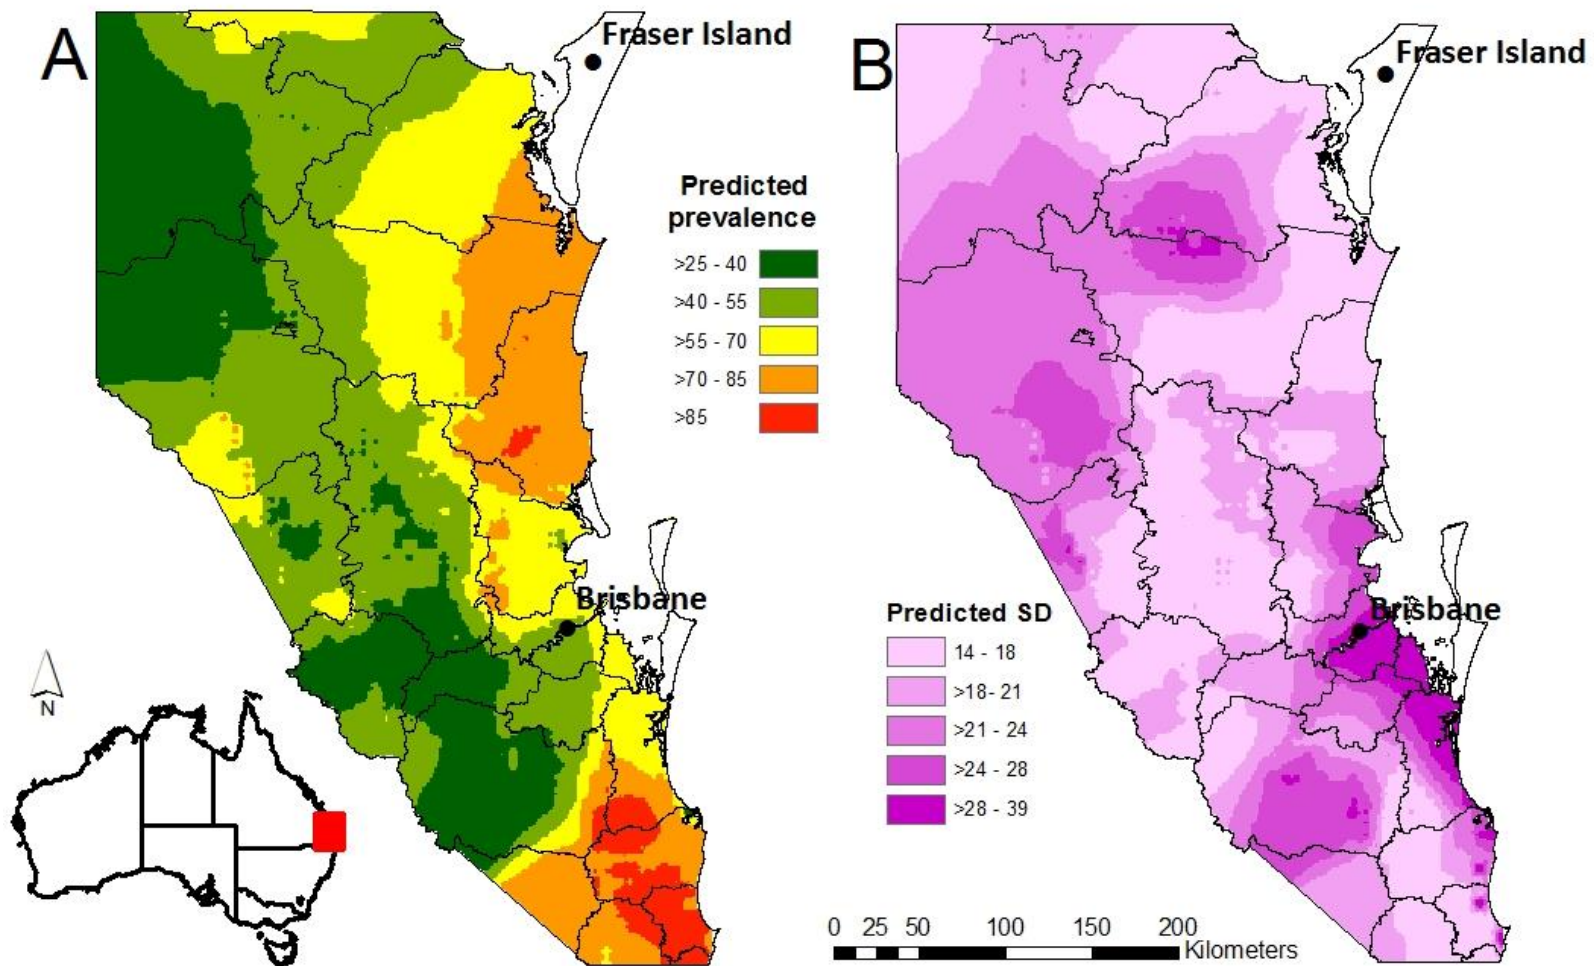 A
Fraser Island
Predicted
prevalence
>25 - 40
>40 - 55
>55 - 70
>70 - 85
>85
Brisbane
N
B
Fraser Island
Brisbane
Predicted SD
14 - 18
>18- 21
>21 - 24
>24 - 28
>28 - 39
0 25 50 100 150 200
Kilometers